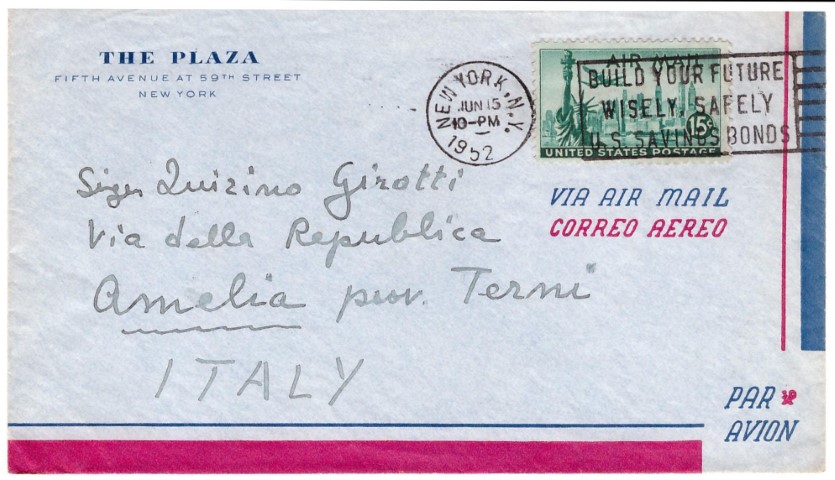 THE PLAZA
FIFTH AVENUE AT 59TH STREET
NEW YORK
NEW YORK, N.Y.
JUN 15
10-PM
1952
AIR MAIL
15¢
UNITED STATES POSTAGE
BUILD YOUR FUTURE
WISELY, SAFELY
U.S. SAVINGS BONDS
VIA AIR MAIL
CORREO AEREO
Quirino Girotti
Via della Repubblica
Amelia prov. Terni
ITALY
PAR
AVION